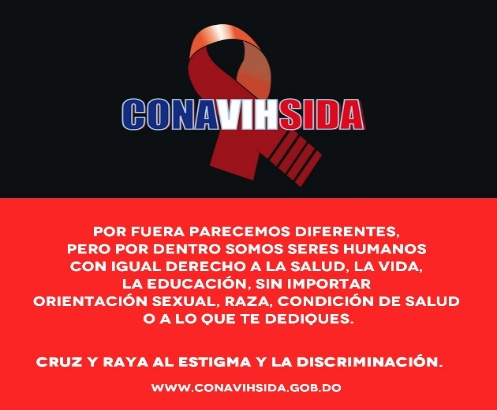 CONAVIHSIDA
POR FUERA PARECEMOS DIFERENTES,
PERO POR DENTRO SOMOS SERES HUMANOS
CON IGUAL DERECHO A LA SALUD, LA VIDA,
LA EDUCACIÓN, SIN IMPORTAR
ORIENTACIÓN SEXUAL, RAZA, CONDICIÓN DE SALUD
O A LO QUE TE DEDIQUES.
CRUZ Y RAYA AL ESTIGMA Y LA DISCRIMINACIÓN.
WWW.CONAVIHSIDA.GOB.DO